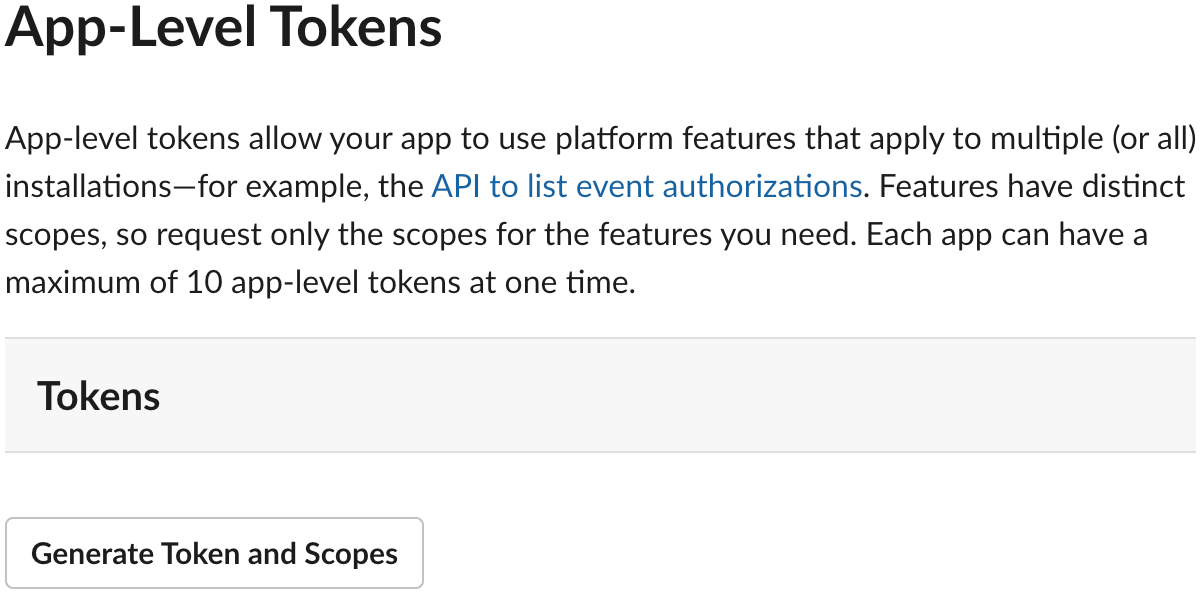 App-Level Tokens
App-level tokens allow your app to use platform features that apply to multiple (or all)
installations—for example, the API to list event authorizations. Features have distinct
scopes, so request only the scopes for the features you need. Each app can have a
maximum of 10 app-level tokens at one time.
Tokens
Generate Token and Scopes